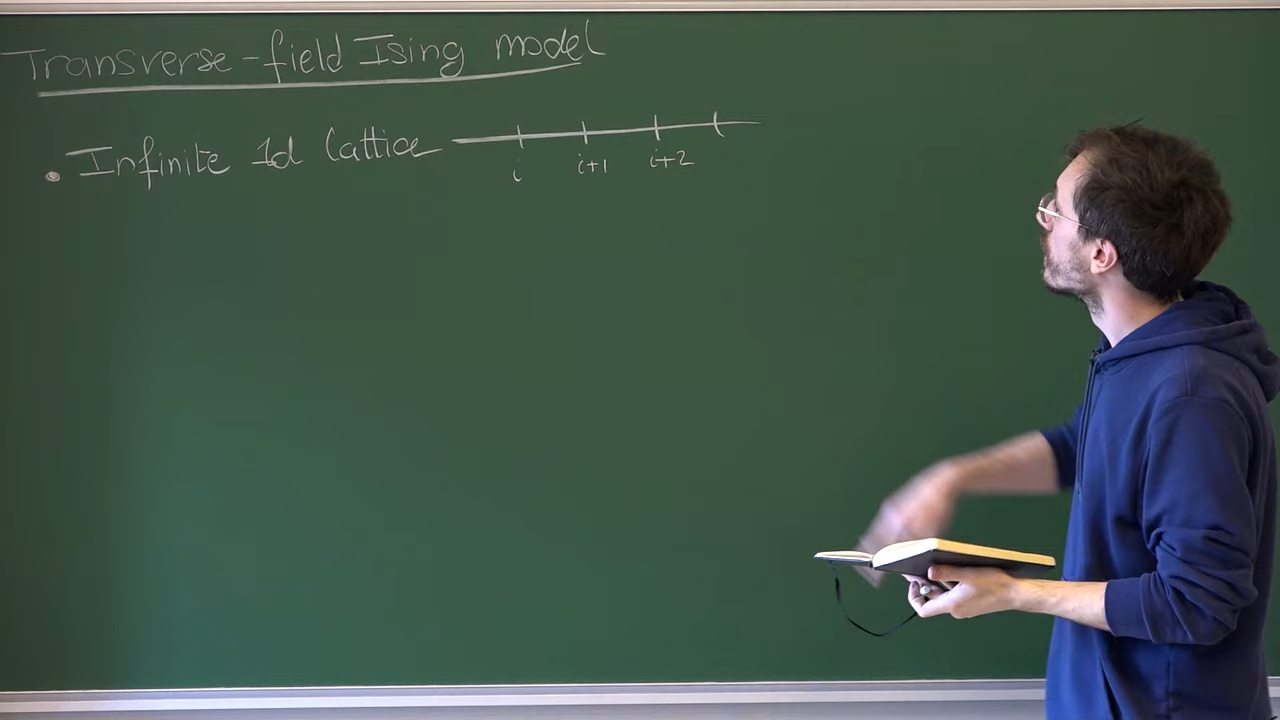 Transverse-field Ising model
• Infinite 1d lattice
i i+1 i+2